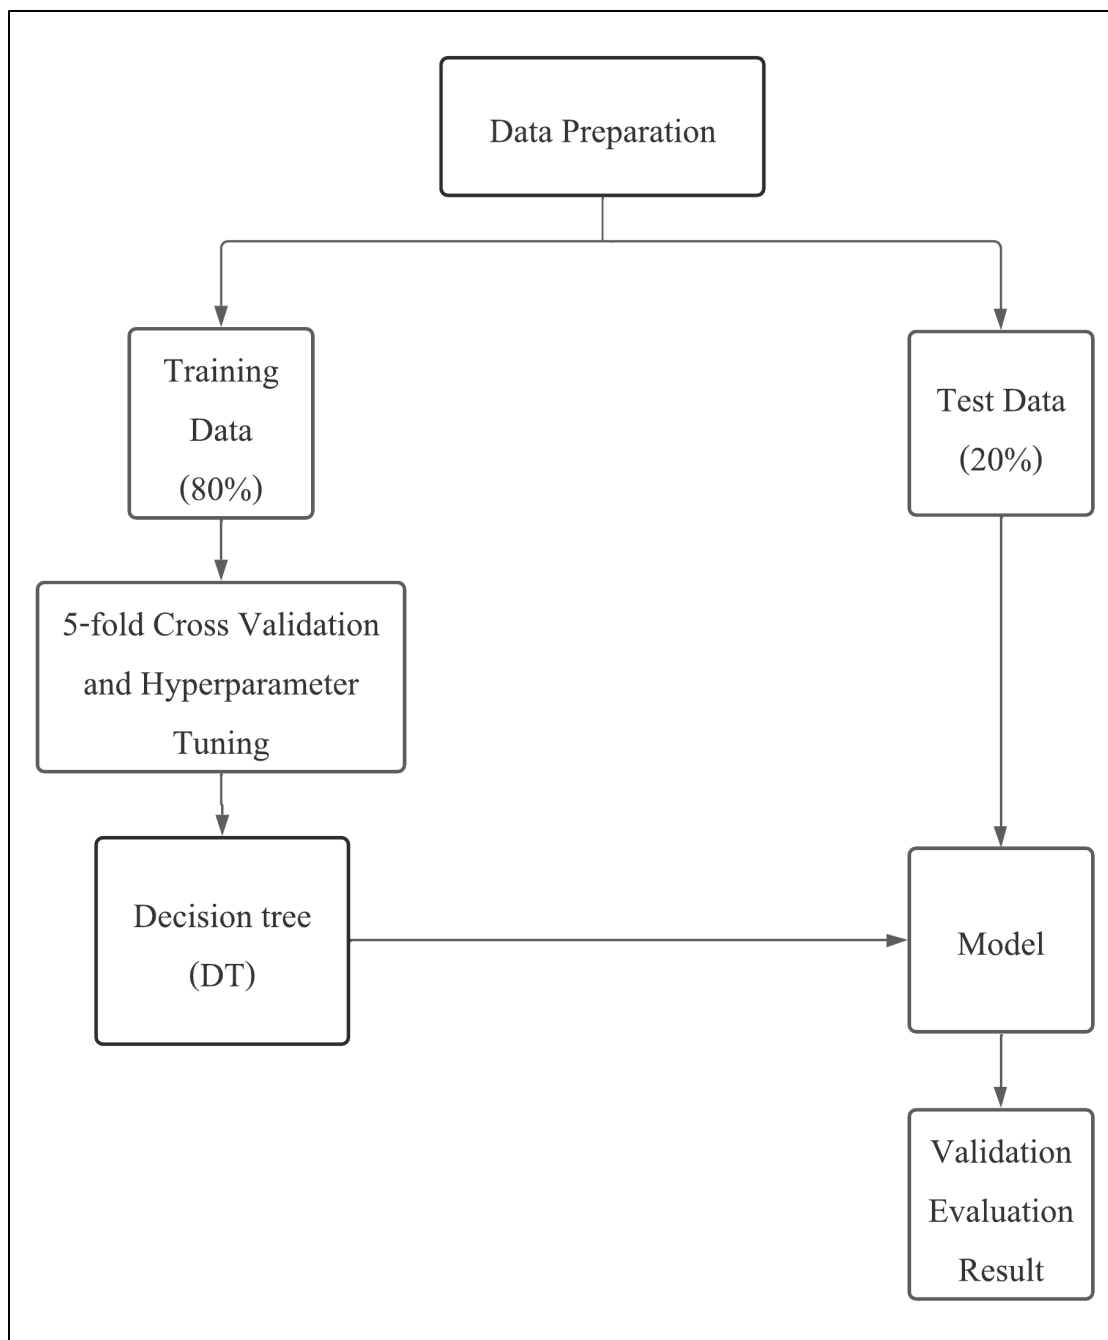 Data Preparation
Training
Data
(80%)
Test Data
(20%)
5-fold Cross Validation
and Hyperparameter
Tuning
Decision tree
(DT)
Model
Validation
Evaluation
Result